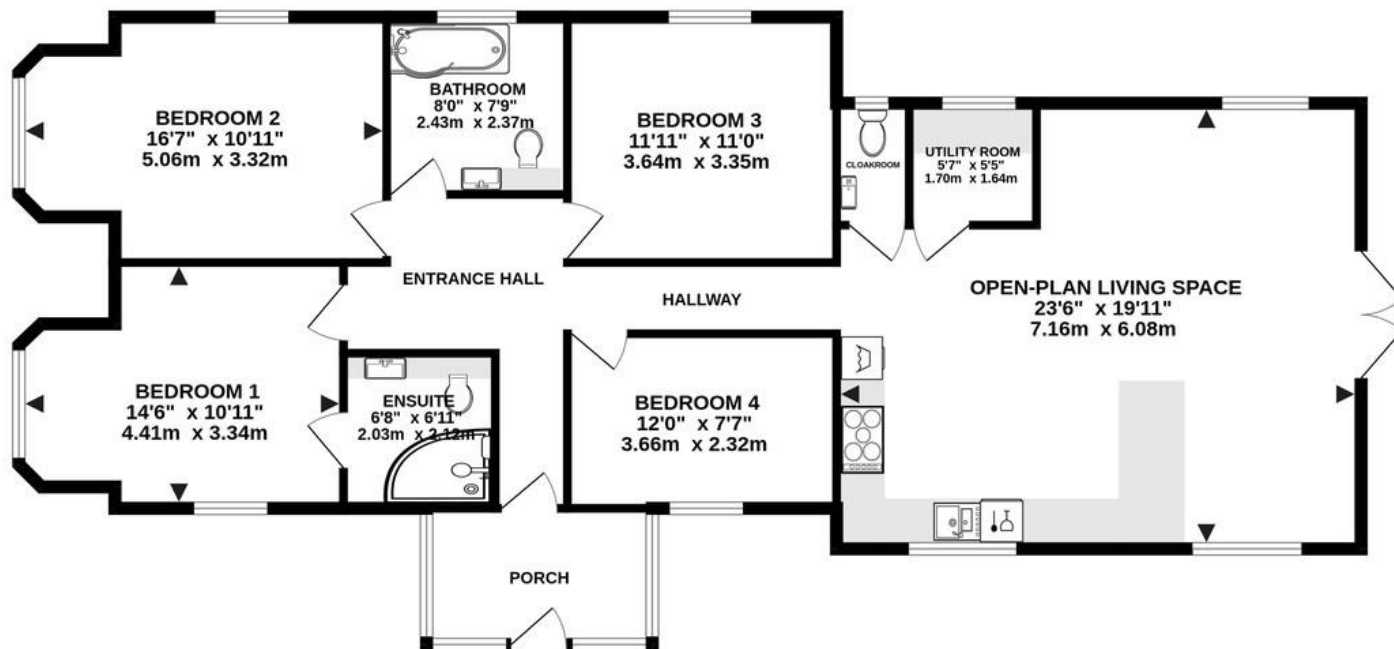 BEDROOM 2
16'7" x 10'11"
5.06m x 3.32m
BATHROOM
8'0" x 7'9"
2.43m x 2.37m
BEDROOM 3
11'11" x 11'0"
3.64m x 3.35m
CLOAKROOM
UTILITY ROOM
5'7" x 5'5"
1.70m x 1.64m
ENTRANCE HALL
HALLWAY
OPEN-PLAN LIVING SPACE
23'6" x 19'11"
7.16m x 6.08m
BEDROOM 1
14'6" x 10'11"
4.41m x 3.34m
ENSUITE
6'8" x 6'11"
2.03m x 2.12m
BEDROOM 4
12'0" x 7'7"
3.66m x 2.32m
PORCH